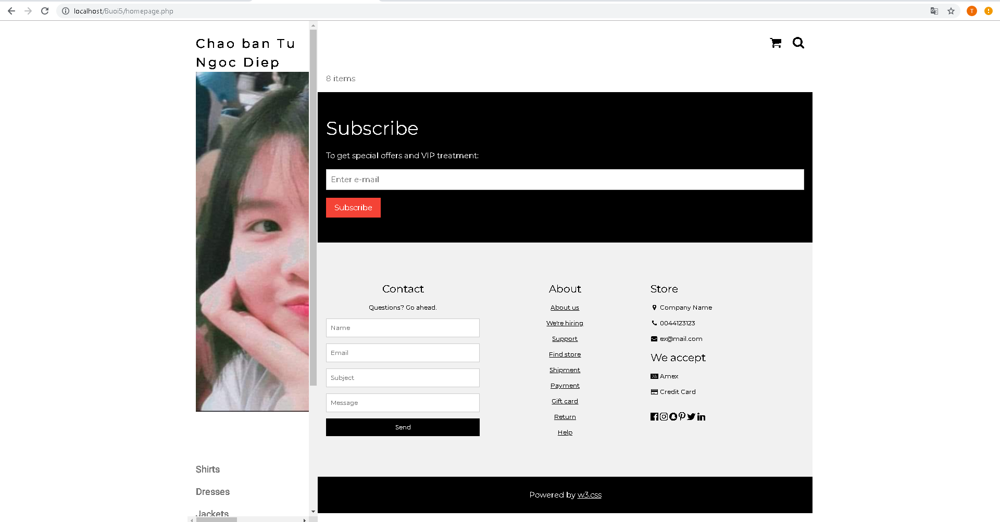 localhost/Buoi5/homepage.php
T
Chao ban Tu
Ngoc Diep
Shirts
Dresses
Jackets
8 items
Subscribe
To get special offers and VIP treatment:
Enter e-mail
Subscribe
Contact
Questions? Go ahead.
Name
Email
Subject
Message
Send
About
About us
We're hiring
Support
Find store
Shipment
Payment
Gift card
Return
Help
Store
Company Name
0044123123
ex@mail.com
We accept
Amex
Credit Card
Powered by w3.css